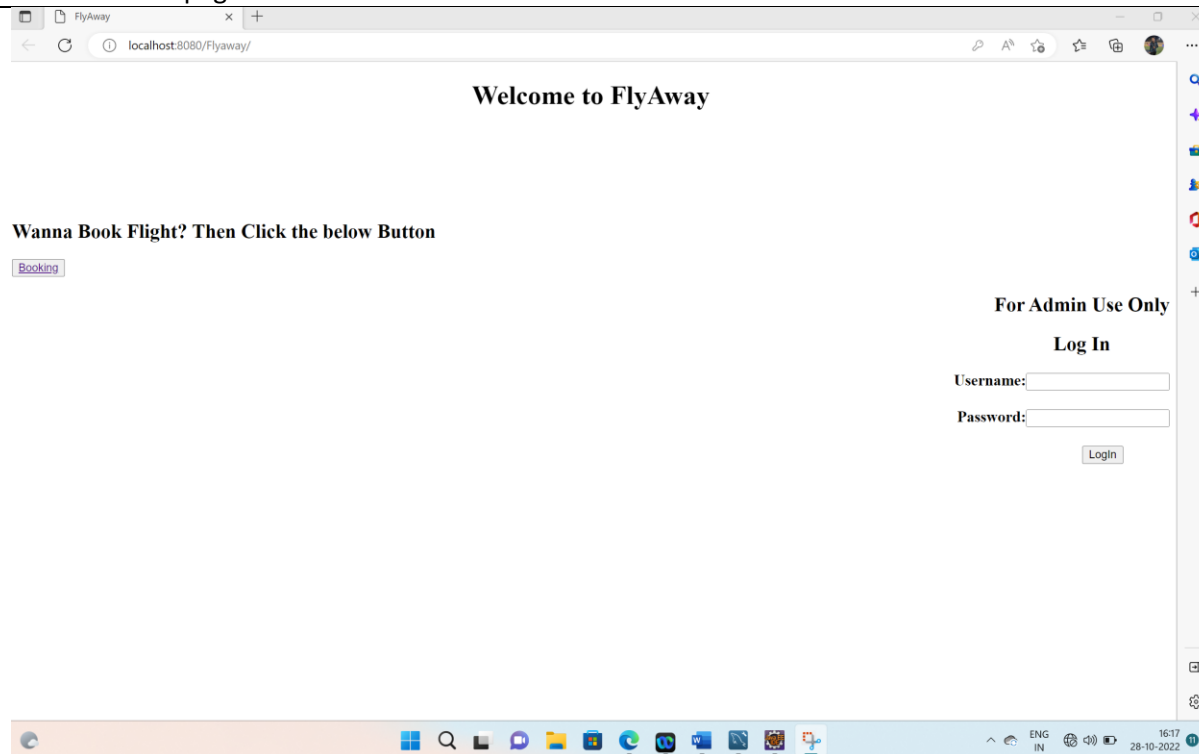 FlyAway
localhost:8080/Flyaway/
Welcome to FlyAway
Wanna Book Flight? Then Click the below Button
Booking
For Admin Use Only
Log In
Username:
Password:
LogIn
ENG
IN
16:17
28-10-2022